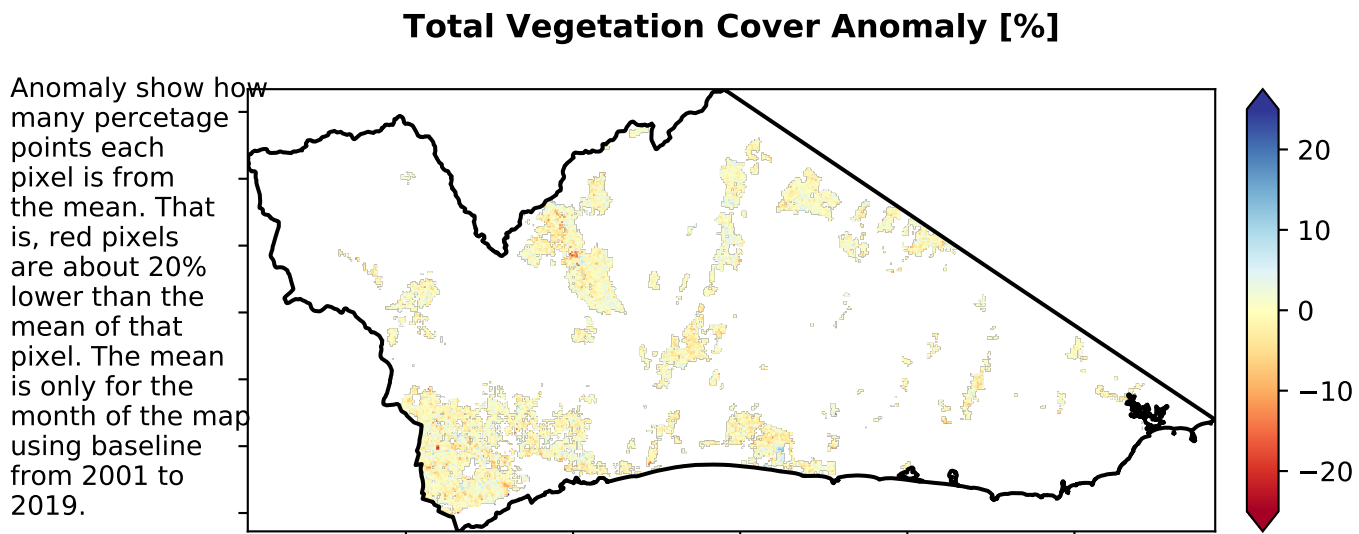 Total Vegetation Cover Anomaly [%]
Anomaly show how
many percetage
points each
pixel is from
the mean. That
is, red pixels
are about 20%
lower than the
mean of that
pixel. The mean
is only for the
month of the map
using baseline
from 2001 to
2019.
20
10
0
−10
−20